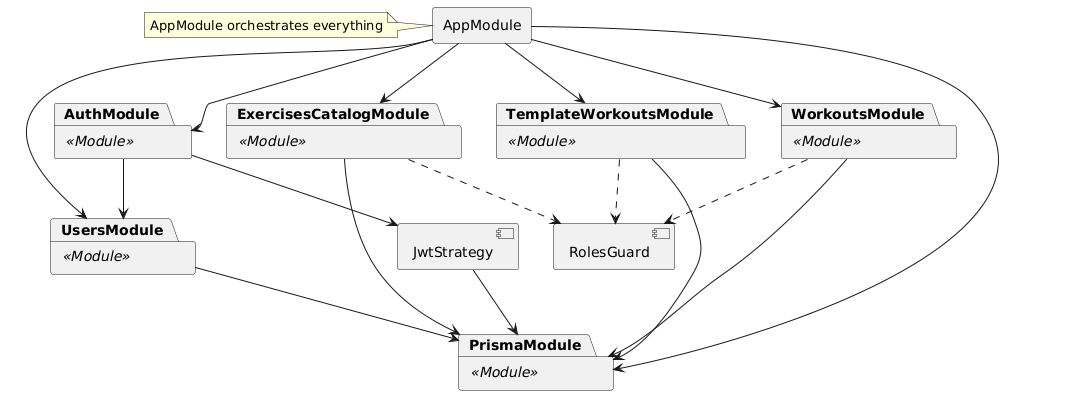 AppModule orchestrates everything
AppModule
AuthModule
«Module»
ExercisesCatalogModule
«Module»
TemplateWorkoutsModule
«Module»
WorkoutsModule
«Module»
UsersModule
«Module»
JwtStrategy
RolesGuard
PrismaModule
«Module»